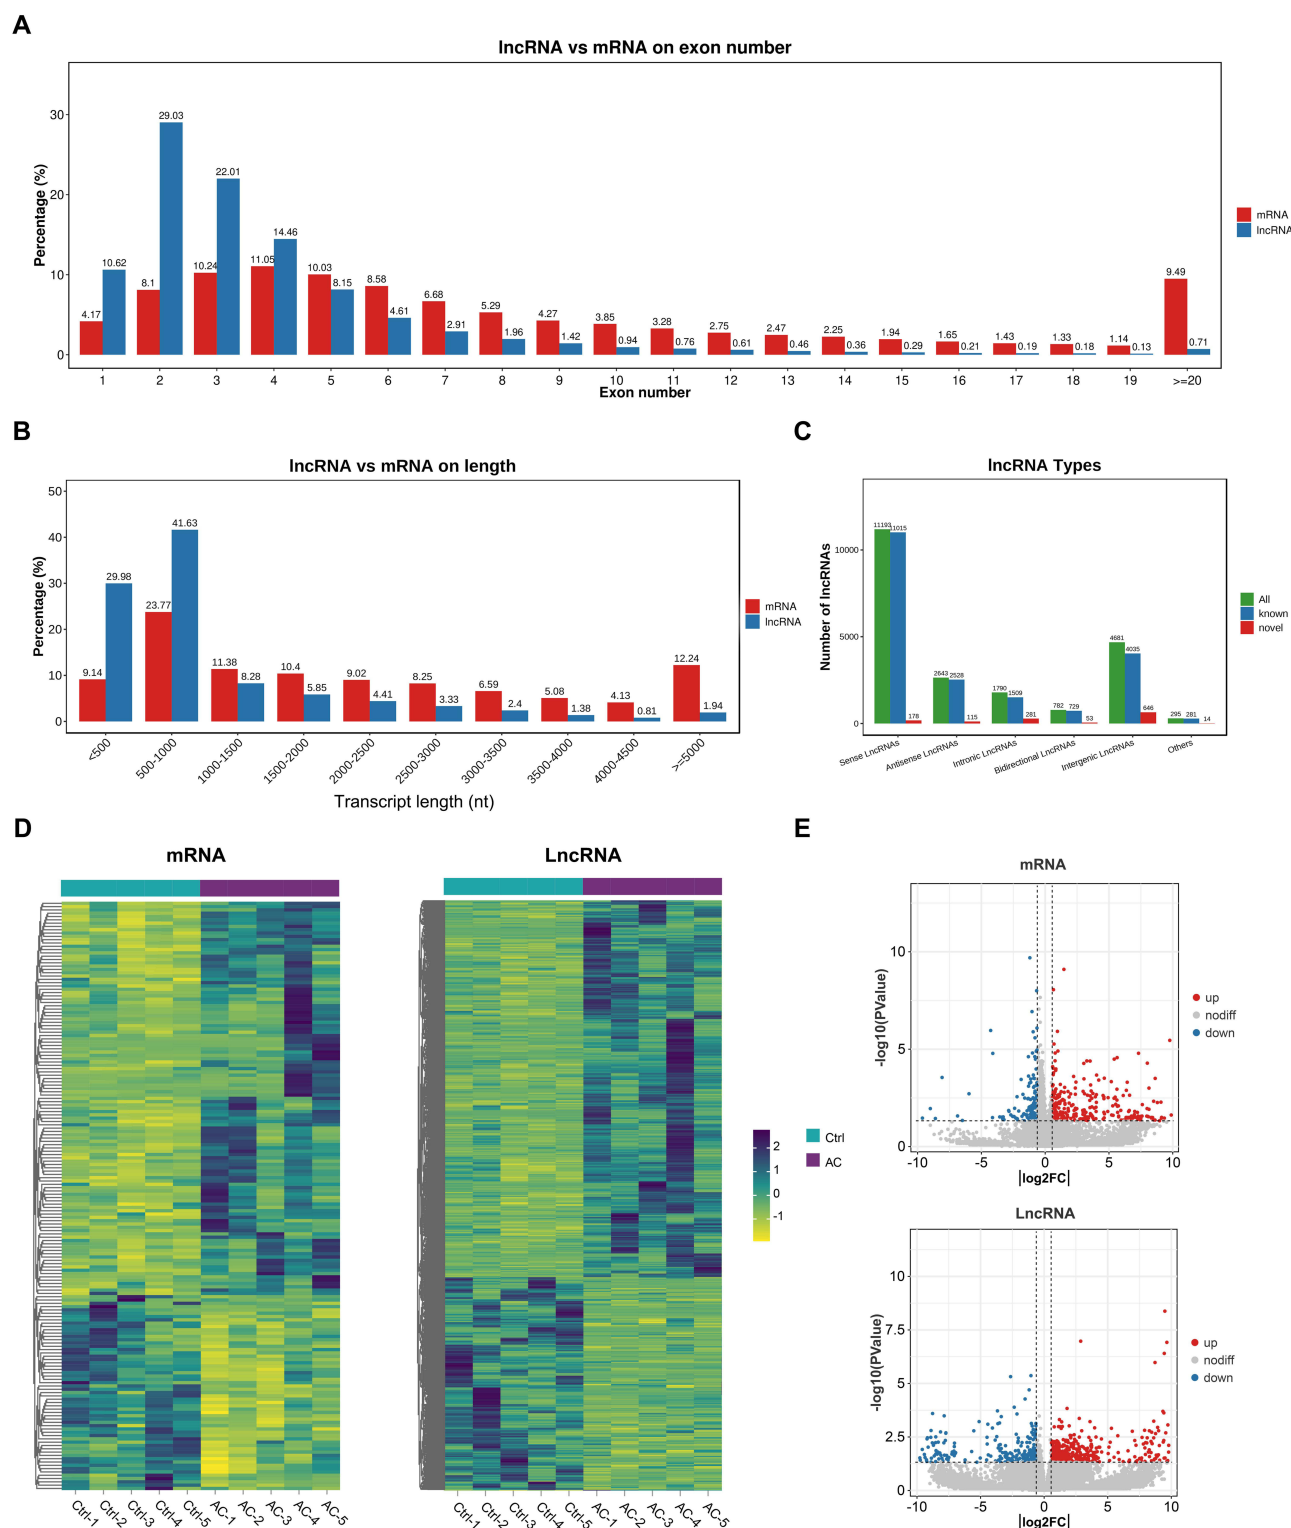 A
lncRNA vs mRNA on exon number
Percentage (%)
30
20
10
0
4.17 10.62 8.1 29.03 10.24 22.01 11.05 14.46 10.03 8.15 8.58 4.61 6.68 2.91 5.29 1.96 4.27 1.42 3.85 0.94 3.28 0.76 2.75 0.61 2.47 0.46 2.25 0.36 1.94 0.29 1.65 0.21 1.43 0.19 1.33 0.18 1.14 0.13 9.49 0.71
1 2 3 4 5 6 7 8 9 10 11 12 13 14 15 16 17 18 19 >=20
Exon number
mRNA
lncRNA
B
lncRNA vs mRNA on length
Percentage (%)
50
40
30
20
10
0
9.14 29.98 23.77 41.63 11.38 8.28 10.4 5.85 9.02 4.41 8.25 3.33 6.59 2.4 5.08 1.38 4.13 0.81 12.24 1.94
<500 500-1000 1000-1500 1500-2000 2000-2500 2500-3000 3000-3500 3500-4000 4000-4500 >=5000
Transcript length (nt)
mRNA
lncRNA
C
lncRNA Types
Number of lncRNAs
10000
5000
0
11193 11015 178 2643 2528 115 1790 1509 281 782 729 53 4681 4035 646 295 281 14
Sense LncRNAs Antisense LncRNAs Intronic LncRNAs Bidirectional LncRNAs Intergenic LncRNAs Others
All
known
novel
D
mRNA
Ctrl-1 Ctrl-2 Ctrl-3 Ctrl-4 Ctrl-5 AC-1 AC-2 AC-3 AC-4 AC-5
LncRNA
Ctrl-1 Ctrl-2 Ctrl-3 Ctrl-4 Ctrl-5 AC-1 AC-2 AC-3 AC-4 AC-5
2
1
0
-1
Ctrl
AC
E
mRNA
-log10(PValue)
10
5
0
-10 -5 0 5 10
|log2FC|
up
nodiff
down
LncRNA
-log10(PValue)
10
7.5
5
2.5
0
-10 -5 0 5 10
|log2FC|
up
nodiff
down